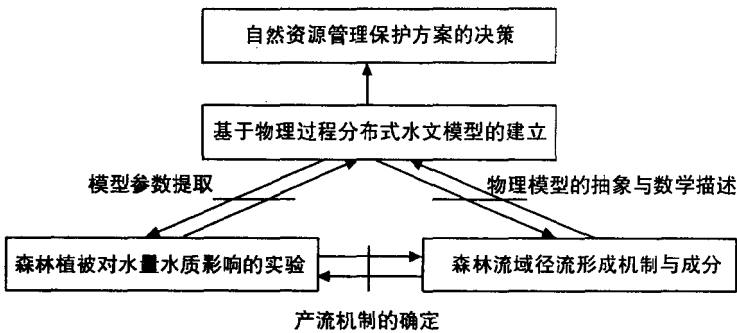 自然资源管理保护方案的决策
基于物理过程分布式水文模型的建立
模型参数提取
物理模型的抽象与数学描述
森林植被对水量水质影响的实验
森林流域径流形成机制与成分
产流机制的确定